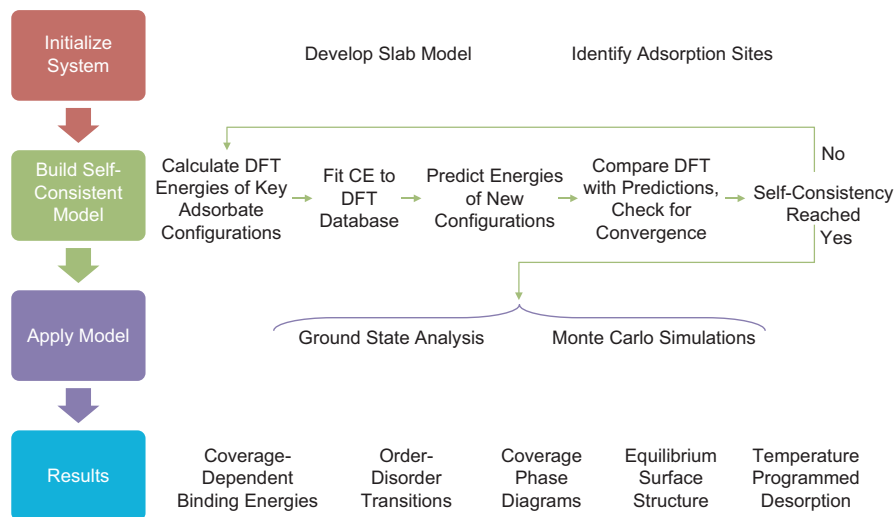 Initialize
System
Develop Slab Model
Identify Adsorption Sites
Build Self-
Consistent
Model
Calculate DFT
Energies of Key
Adsorbate
Configurations
Fit CE to
DFT
Database
Predict Energies
of New
Configurations
Compare DFT
with Predictions,
Check for
Convergence
No
Self-Consistency
Reached
Yes
Apply Model
Ground State Analysis
Monte Carlo Simulations
Results
Coverage-
Dependent
Binding Energies
Order-
Disorder
Transitions
Coverage
Phase
Diagrams
Equilibrium
Surface
Structure
Temperature
Programmed
Desorption